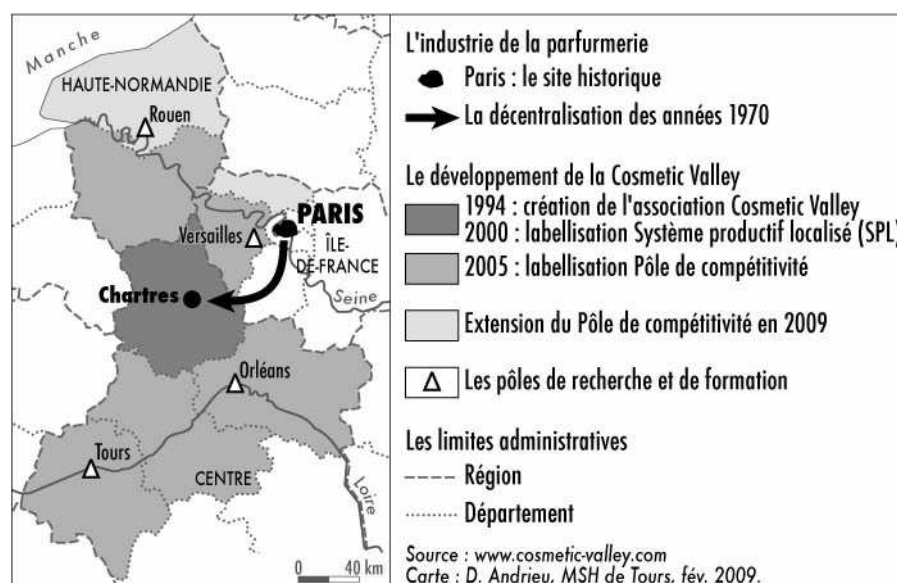 Manche
HAUTE-NORMANDIE
Rouen
PARIS
Versailles
ÎLE-
DE-FRANCE
Seine
Chartres
Orléans
Tours
CENTRE
Loire
0 40 km
L'industrie de la parfurmerie
Paris : le site historique
La décentralisation des années 1970
Le développement de la Cosmetic Valley
1994 : création de l'association Cosmetic Valley
2000 : labellisation Système productif localisé (SPL)
2005 : labellisation Pôle de compétitivité
Extension du Pôle de compétitivité en 2009
Les pôles de recherche et de formation
Les limites administratives
Région
Département
Source : www.cosmetic-valley.com
Carte : D. Andrieu, MSH de Tours, fév. 2009.